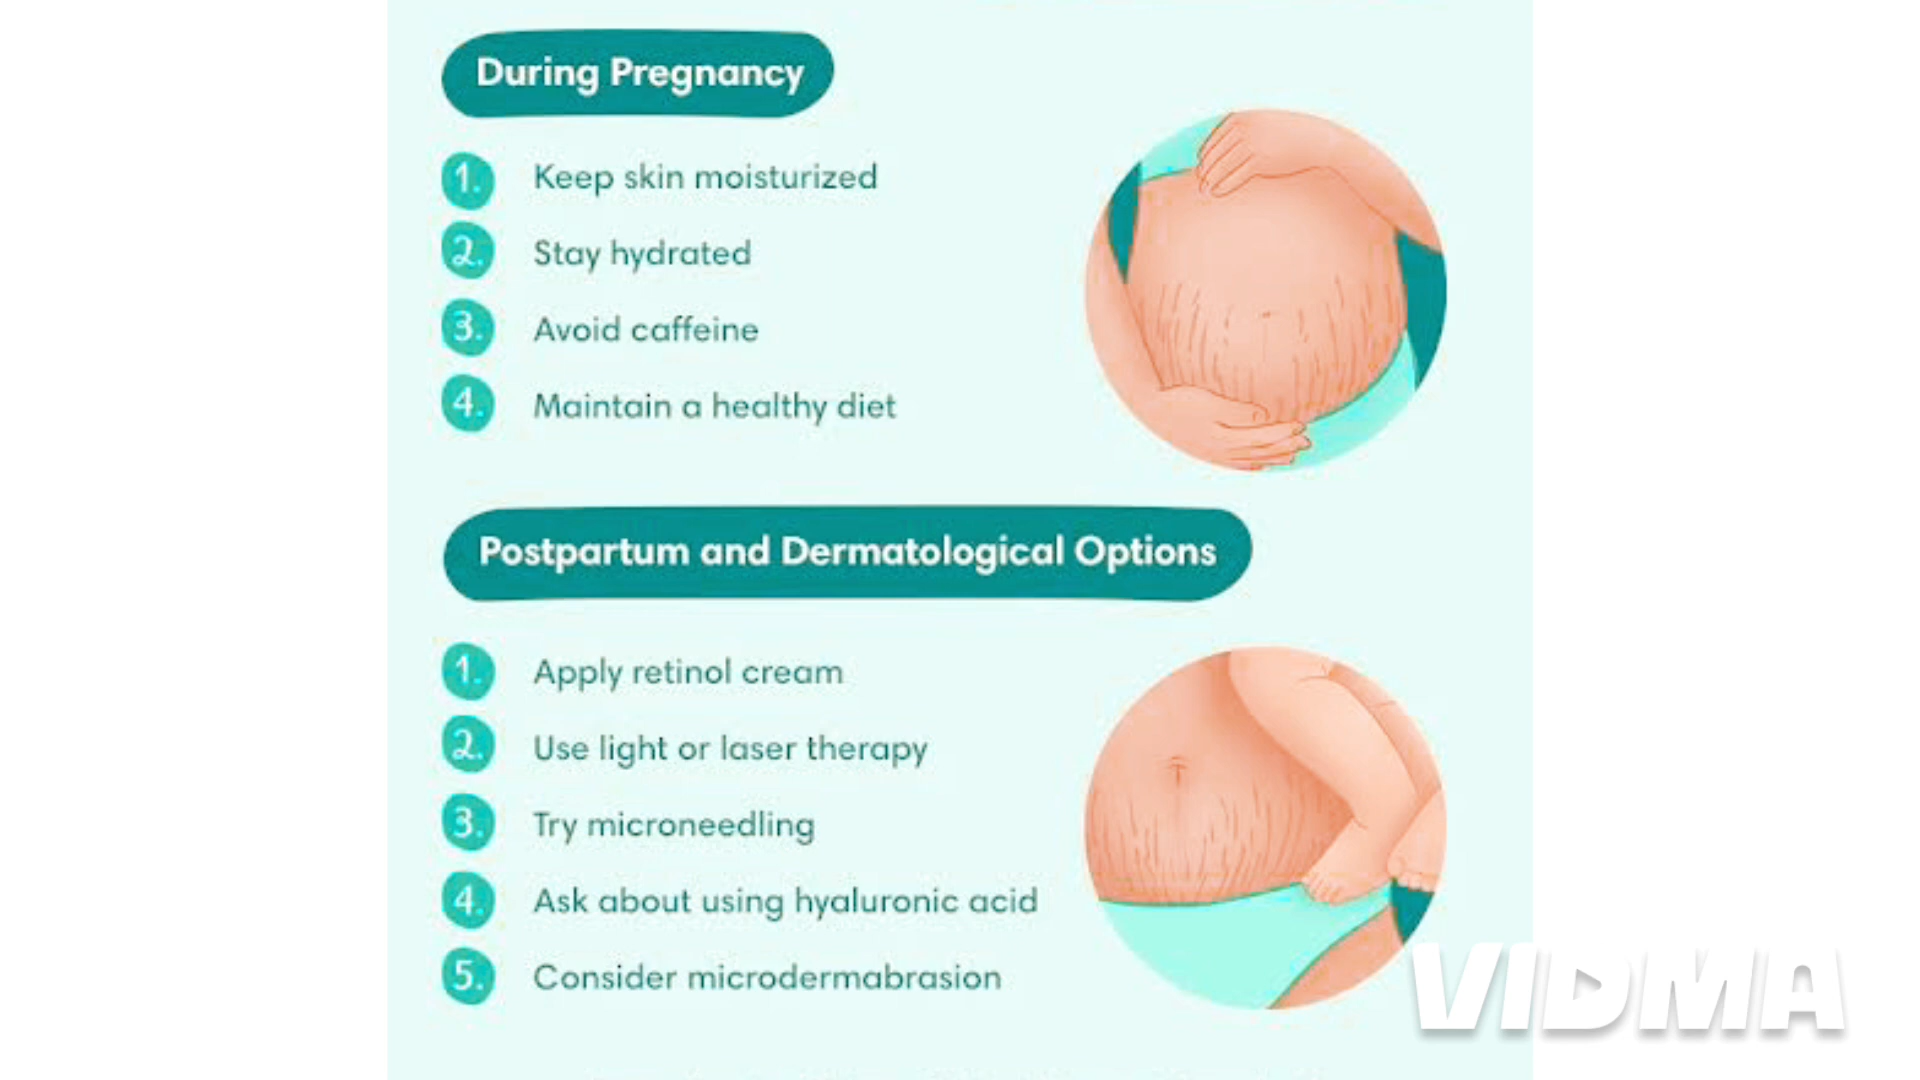 During Pregnancy
1. Keep skin moisturized
2. Stay hydrated
3. Avoid caffeine
4. Maintain a healthy diet
Postpartum and Dermatological Options
1. Apply retinol cream
2. Use light or laser therapy
3. Try microneedling
4. Ask about using hyaluronic acid
5. Consider microdermabrasion
VIDMA